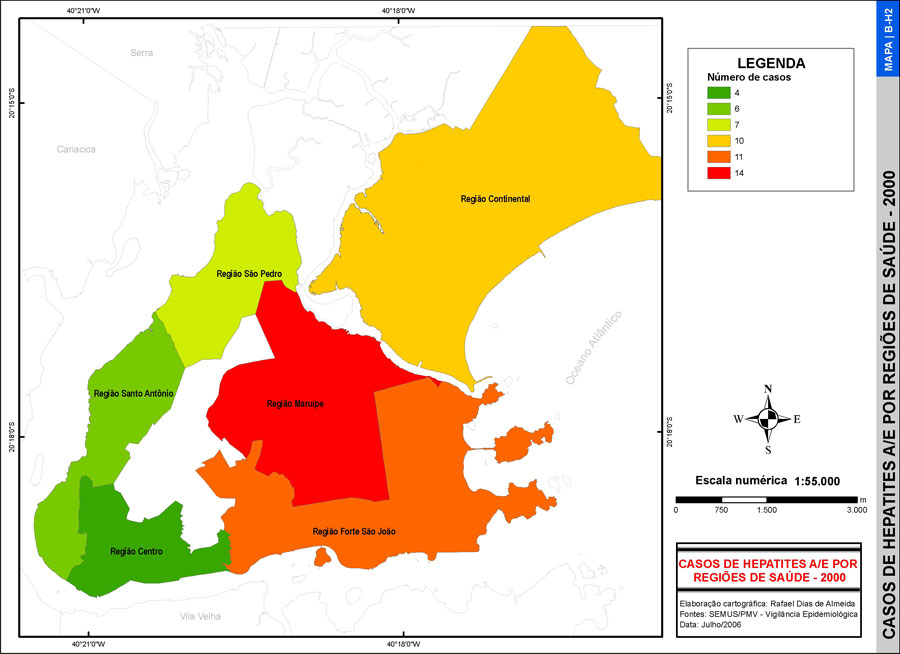 40°21'0"W
40°18'0"W
20°15'0"S
20°18'0"S
Serra
Cariacica
Região Continental
Região São Pedro
Região Santo Antônio
Região Maruípe
Região Forte São João
Região Centro
Oceano Atlântico
Vila Velha
20°15'0"S
20°18'0"S
40°21'0"W
40°18'0"W
LEGENDA
Número de casos
4
6
7
10
11
14
N
W E
S
Escala numérica 1:55.000
m
0 750 1.500 3.000
CASOS DE HEPATITES A/E POR
REGIÕES DE SAÚDE - 2000
Elaboração cartográfica: Rafael Dias de Almeida
Fontes: SEMUS/PMV - Vigilância Epidemiológica
Data: Julho/2006
MAPA | B-H2
CASOS DE HEPATITES A/E POR REGIÕES DE SAÚDE - 2000